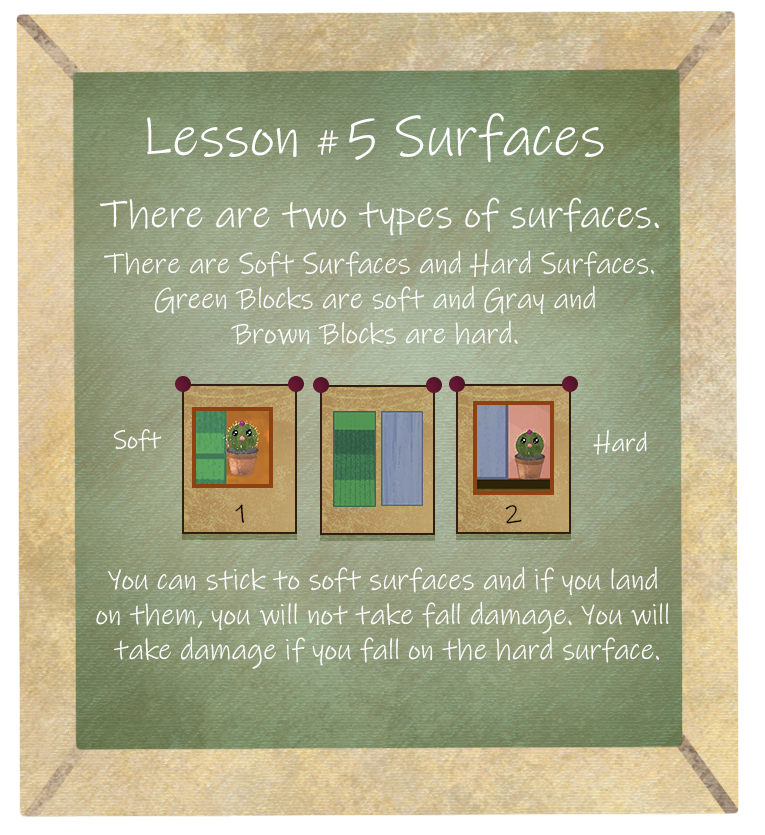 Lesson #5 Surfaces
There are two types of surfaces.
There are Soft Surfaces and Hard Surfaces.
Green Blocks are soft and Gray and
Brown Blocks are hard.
Soft
Hard
1
2
You can stick to soft surfaces and if you land
on them, you will not take fall damage. You will
take damage if you fall on the hard surface.